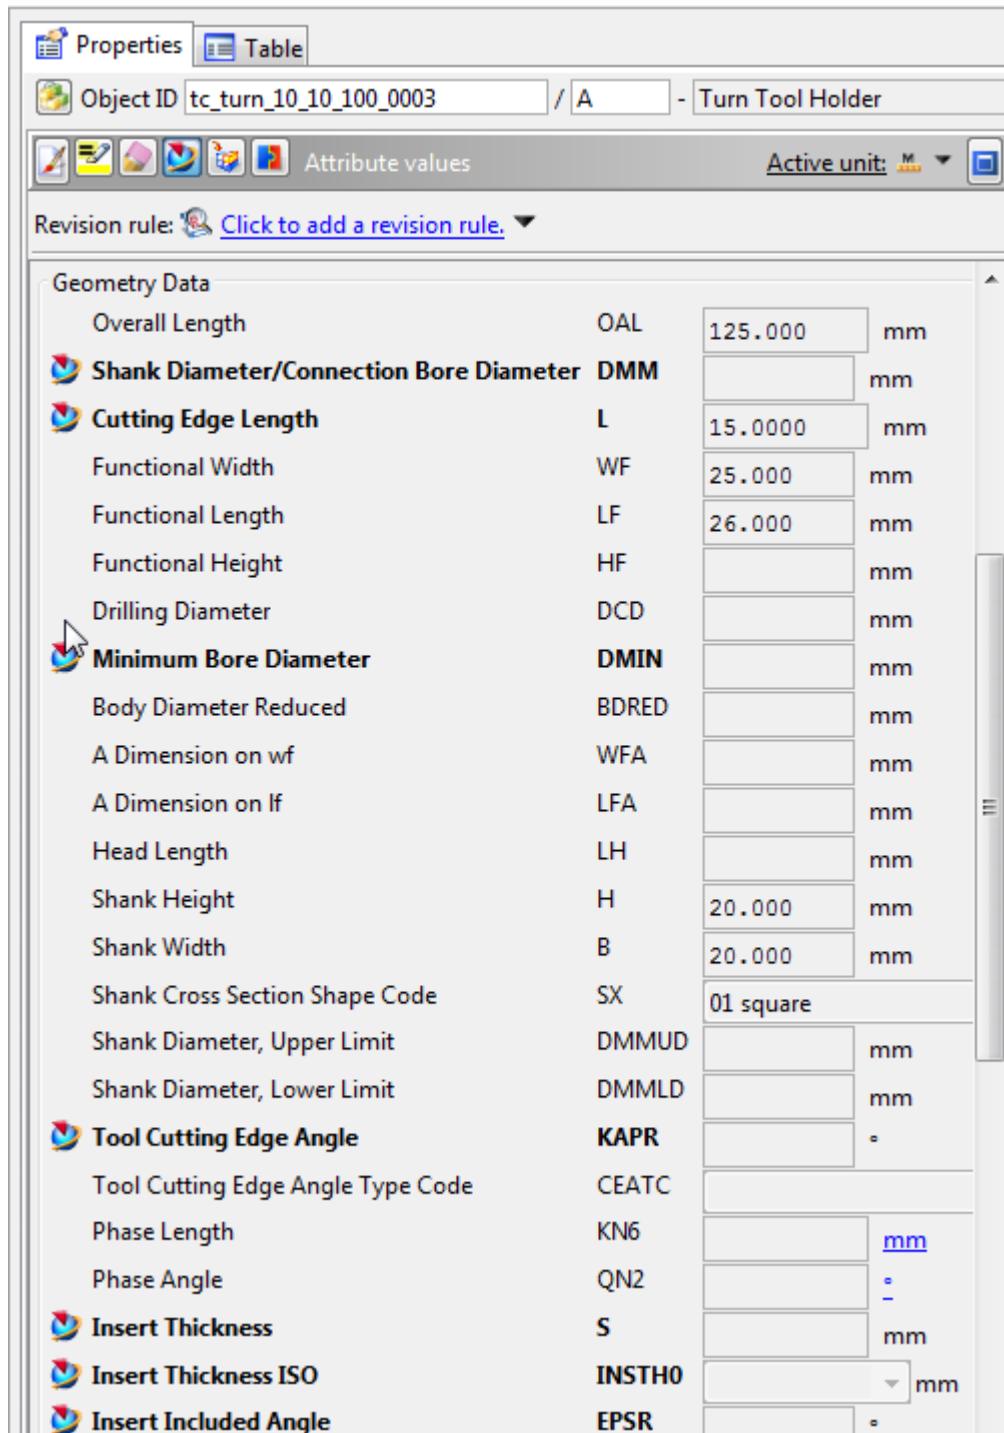 Properties Table
Object ID tc_turn_10_10_100_0003 / A - Turn Tool Holder
Attribute values Active unit: M
Revision rule: Click to add a revision rule.
Geometry Data
Overall Length OAL 125.000 mm
Shank Diameter/Connection Bore Diameter DMM mm
Cutting Edge Length L 15.0000 mm
Functional Width WF 25.000 mm
Functional Length LF 26.000 mm
Functional Height HF mm
Drilling Diameter DCD mm
Minimum Bore Diameter DMIN mm
Body Diameter Reduced BDRED mm
A Dimension on wf WFA mm
A Dimension on lf LFA mm
Head Length LH mm
Shank Height H 20.000 mm
Shank Width B 20.000 mm
Shank Cross Section Shape Code SX 01 square
Shank Diameter, Upper Limit DMMUD mm
Shank Diameter, Lower Limit DMMLD mm
Tool Cutting Edge Angle KAPR °
Tool Cutting Edge Angle Type Code CEATC
Phase Length KN6 mm
Phase Angle QN2 °
Insert Thickness S mm
Insert Thickness ISO INSTH0 mm
Insert Included Angle EPSR °